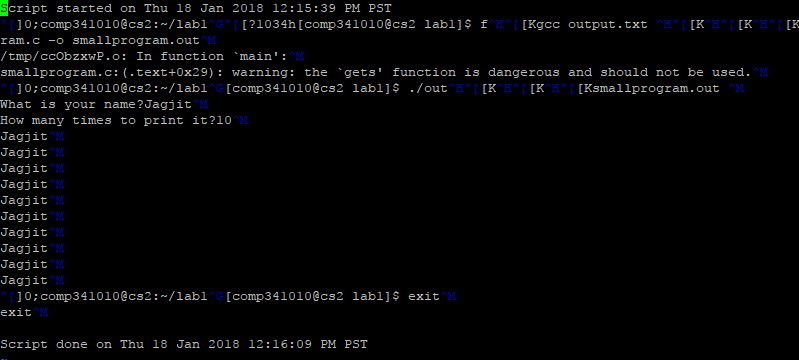 Script started on Thu 18 Jan 2018 12:15:39 PM PST
^[]0;comp341010@cs2:~/lab1^G^[[?1034h[comp341010@cs2 lab1]$ f^H^[[Kgcc output.txt ^H^[[K^H^[[K^H^[[K^H^[[K
ram.c -o smallprogram.out^M
/tmp/ccObzxwP.o: In function `main':^M
smallprogram.c:(.text+0x29): warning: the `gets' function is dangerous and should not be used.^M
^[]0;comp341010@cs2:~/lab1^G[comp341010@cs2 lab1]$ ./out^H^[[K^H^[[K^H^[[Ksmallprogram.out ^M
What is your name?Jagjit^M
How many times to print it?10^M
Jagjit^M
Jagjit^M
Jagjit^M
Jagjit^M
Jagjit^M
Jagjit^M
Jagjit^M
Jagjit^M
Jagjit^M
Jagjit^M
^[]0;comp341010@cs2:~/lab1^G[comp341010@cs2 lab1]$ exit^M
exit^M
Script done on Thu 18 Jan 2018 12:16:09 PM PST